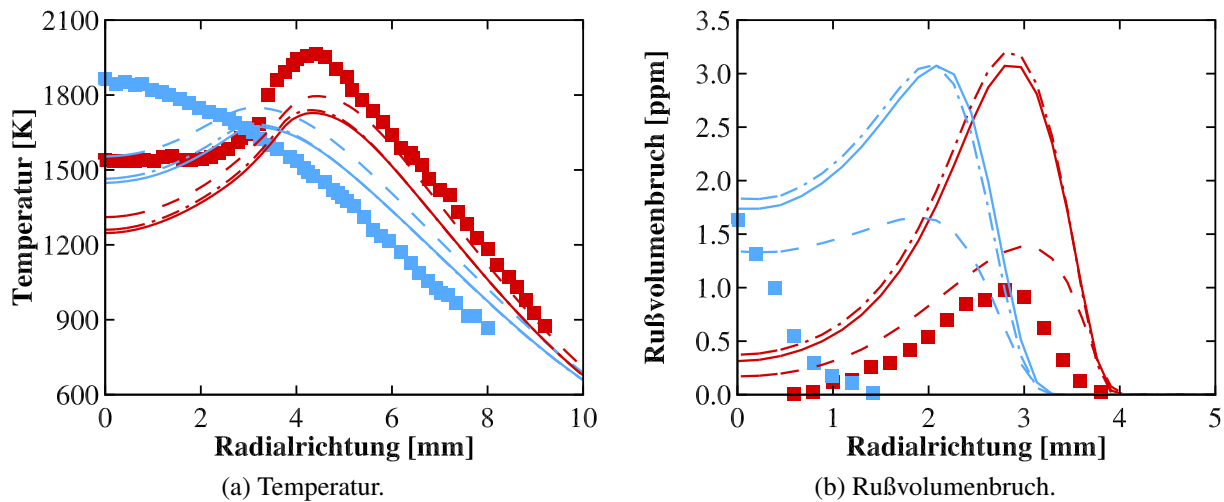 2100
1800
1500
1200
900
600
Temperatur [K]
0 2 4 6 8 10
Radialrichtung [mm]
(a) Temperatur.
3.5
3.0
2.5
2.0
1.5
1.0
0.5
0.0
Rußvolumenbruch [ppm]
0 1 2 3 4 5
Radialrichtung [mm]
(b) Rußvolumenbruch.